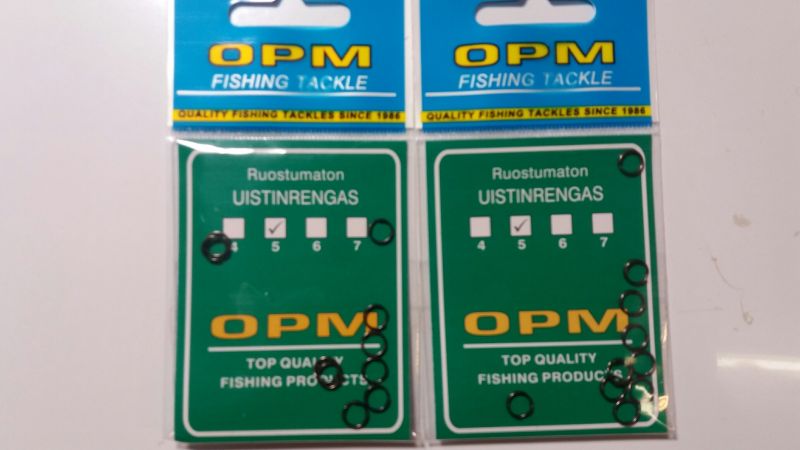 OPM
FISHING TACKLE
QUALITY FISHING TACKLES SINCE 1986
Ruostumaton
UISTINRENGAS
4 5 6 7
OPM
TOP QUALITY
FISHING PRODUCTS
OPM
FISHING TACKLE
QUALITY FISHING TACKLES SINCE 1986
Ruostumaton
UISTINRENGAS
4 5 6 7
OPM
TOP QUALITY
FISHING PRODUCTS